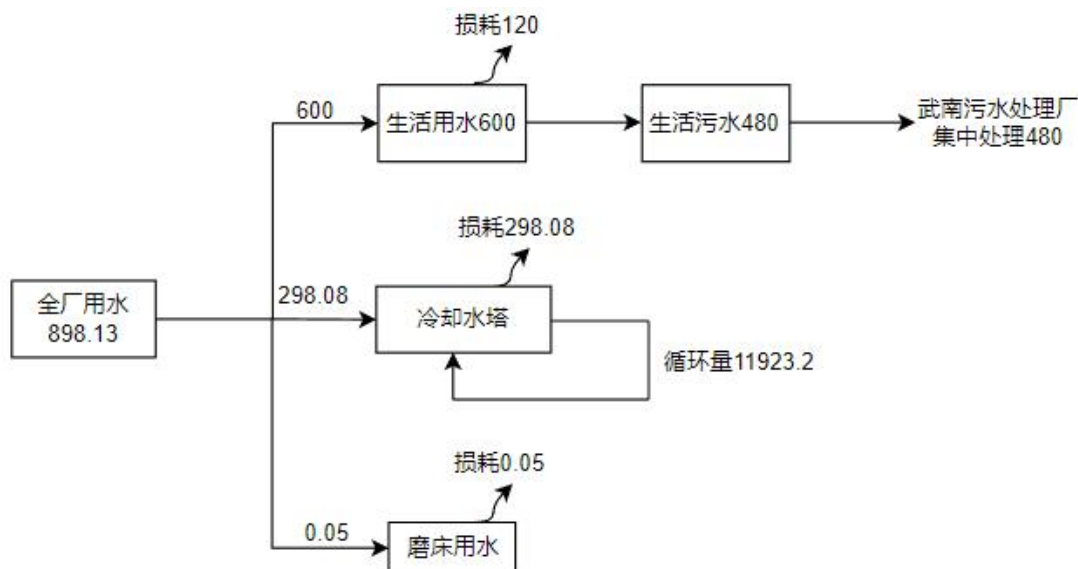 损耗120
600
生活用水600
生活污水480
武南污水处理厂
集中处理480
损耗298.08
全厂用水
898.13
298.08
冷却水塔
循环量11923.2
损耗0.05
0.05
磨床用水